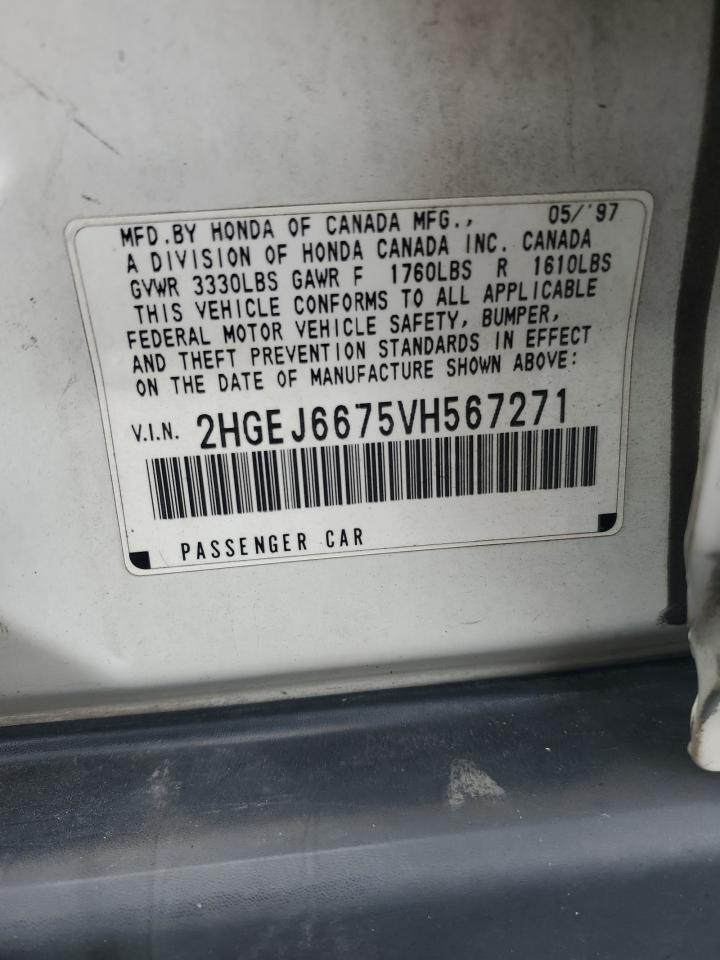 MFD.BY HONDA OF CANADA MFG., 05/'97
A DIVISION OF HONDA CANADA INC. CANADA
GVWR 3330LBS GAWR F 1760LBS R 1610LBS
THIS VEHICLE CONFORMS TO ALL APPLICABLE
FEDERAL MOTOR VEHICLE SAFETY, BUMPER,
AND THEFT PREVENTION STANDARDS IN EFFECT
ON THE DATE OF MANUFACTURE SHOWN ABOVE:
V.I.N. 2HGEJ6675VH567271
PASSENGER CAR